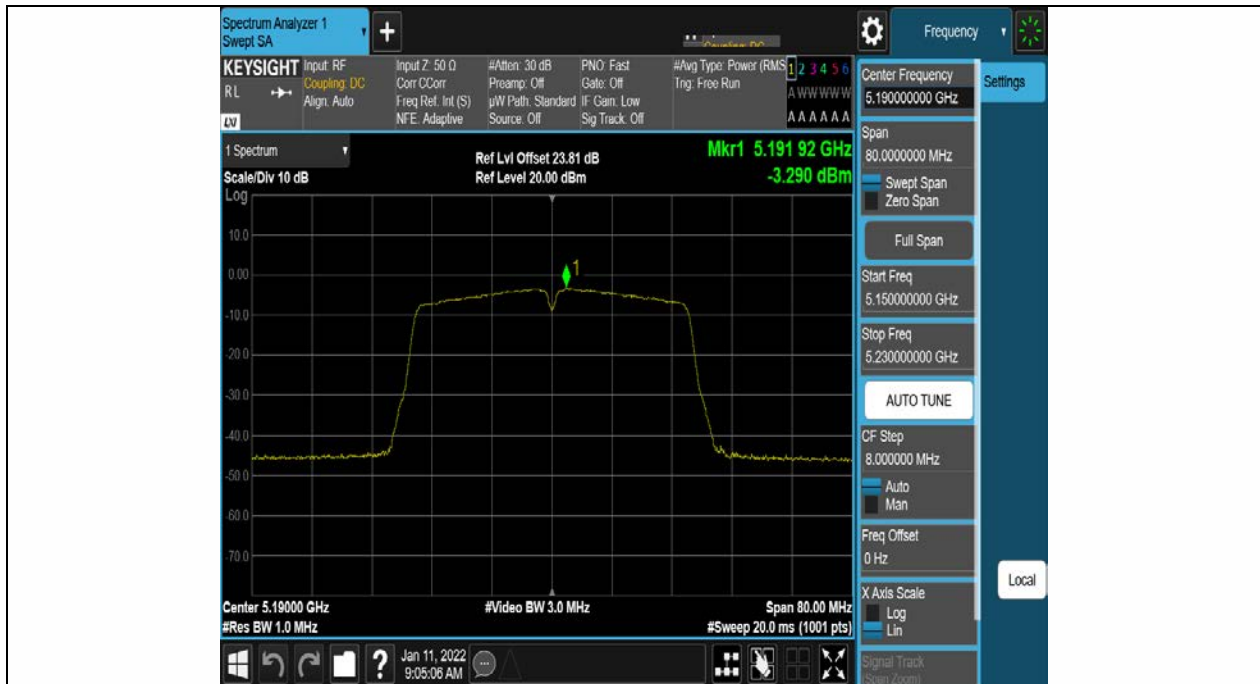 Spectrum Analyzer 1
Swept SA
Frequency
KEYSIGHT
RL
LXI
Input: RF
Coupling: DC
Align: Auto
Input Z: 50 Ω
Corr CCorr
Freq Ref: Int (S)
NFE: Adaptive
#Atten: 30 dB
Preamp: Off
µW Path: Standard
Source: Off
PNO: Fast
Gate: Off
IF Gain: Low
Sig Track: Off
#Avg Type: Power (RMS
Trig: Free Run
1 2 3 4 5 6
A W W W W W
A A A A A A
1 Spectrum
Scale/Div 10 dB
Log
Ref Lvl Offset 23.81 dB
Ref Level 20.00 dBm
Mkr1 5.191 92 GHz
-3.290 dBm
10.0
0.00
-10.0
-20.0
-30.0
-40.0
-50.0
-60.0
-70.0
1
Center 5.19000 GHz
#Res BW 1.0 MHz
#Video BW 3.0 MHz
Span 80.00 MHz
#Sweep 20.0 ms (1001 pts)
Jan 11, 2022
9:05:06 AM
Center Frequency
5.190000000 GHz
Span
80.0000000 MHz
Swept Span
Zero Span
Full Span
Start Freq
5.150000000 GHz
Stop Freq
5.230000000 GHz
AUTO TUNE
CF Step
8.000000 MHz
Auto
Man
Freq Offset
0 Hz
X Axis Scale
Log
Lin
Signal Track
(Span Zoom)
Settings
Local